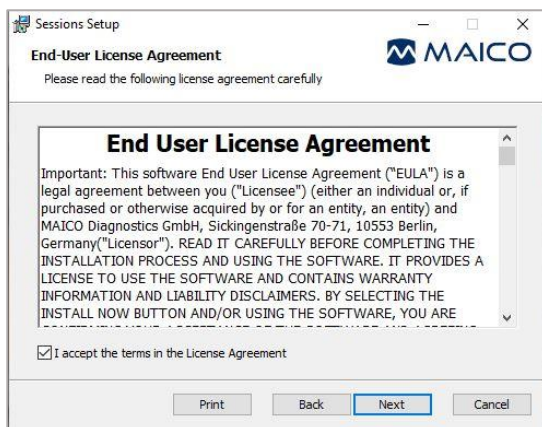 Sessions Setup
End-User License Agreement
MAICO
Please read the following license agreement carefully
End User License Agreement
Important: This software End User License Agreement ("EULA") is a
legal agreement between you ("Licensee") (either an individual or, if
purchased or otherwise acquired by or for an entity, an entity) and
MAICO Diagnostics GmbH, Sickingenstraße 70-71, 10553 Berlin,
Germany("Licensor"). READ IT CAREFULLY BEFORE COMPLETING THE
INSTALLATION PROCESS AND USING THE SOFTWARE. IT PROVIDES A
LICENSE TO USE THE SOFTWARE AND CONTAINS WARRANTY
INFORMATION AND LIABILITY DISCLAIMERS. BY SELECTING THE
INSTALL NOW BUTTON AND/OR USING THE SOFTWARE, YOU ARE
I accept the terms in the License Agreement
Print Back Next Cancel